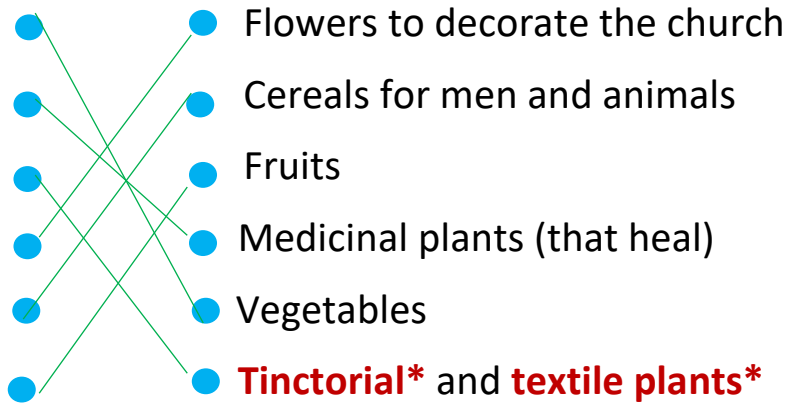 Flowers to decorate the church
Cereals for men and animals
Fruits
Medicinal plants (that heal)
Vegetables
Tinctorial* and textile plants*